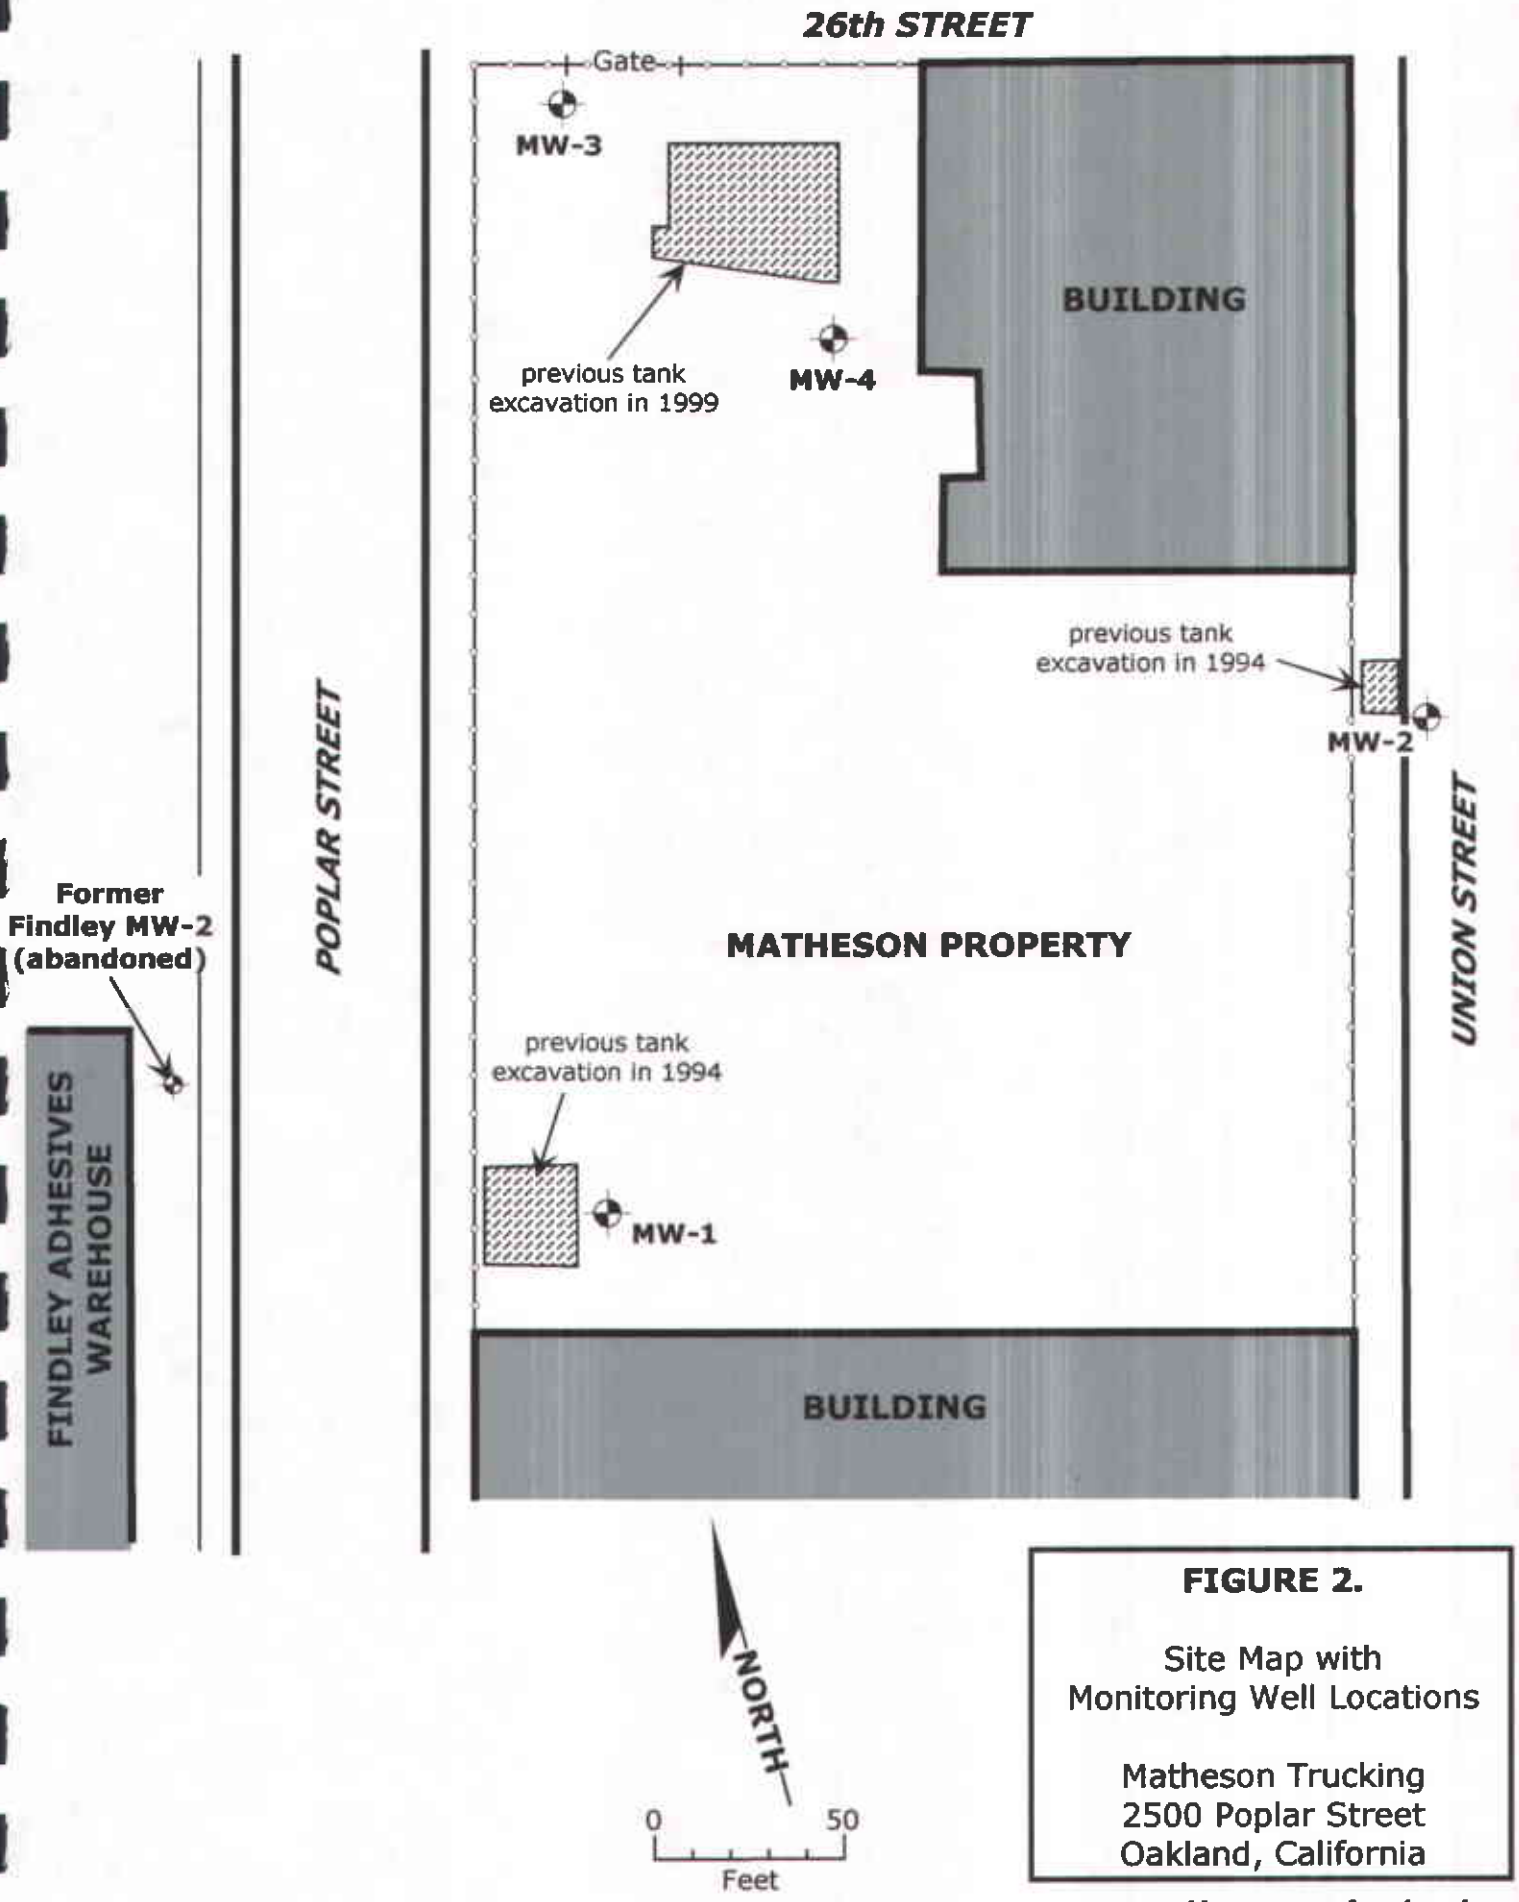 26th STREET
Gate
MW-3
BUILDING
previous tank
excavation in 1999
MW-4
previous tank
excavation in 1994
MW-2
POPLAR STREET
UNION STREET
Former
Findley MW-2
(abandoned)
MATHESON PROPERTY
previous tank
excavation in 1994
MW-1
FINDLEY ADHESIVES
WAREHOUSE
BUILDING
NORTH
0 50
Feet
FIGURE 2.
Site Map with
Monitoring Well Locations
Matheson Trucking
2500 Poplar Street
Oakland, California